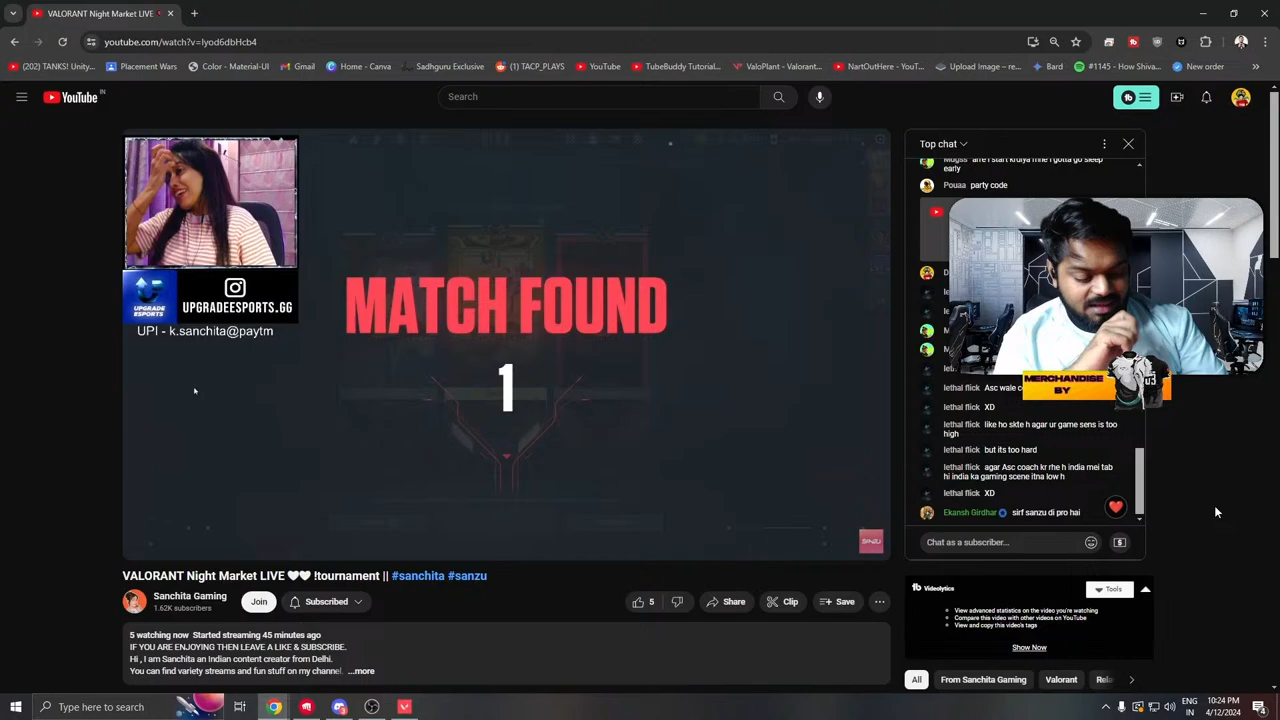 VALORANT Night Market LIVE
youtube.com/watch?v=Iyod6dbHcb4
(202) TANKS! Unity...
Placement Wars
Color - Material-UI
Gmail
Home - Canva
Sadhguru Exclusive
(1) TACP_PLAYS
YouTube
TubeBuddy Tutorial...
ValoPlant - Valorant...
NartOutHere - YouT...
Upload Image - re...
Bard
#1145 - How Shiva...
New order
YouTube IN
Search
Top chat
early
Pouaa party code
UPGRADE ESPORTS
UPGRADEESPORTS.GG
UPI - k.sanchita@paytm
MATCH FOUND
1
SANZU
MERCHANDISE
BY
03
lethal flick Asc wale
lethal flick XD
lethal flick like ho skte h agar ur game sens is too
high
lethal flick but its too hard
lethal flick agar Asc coach kr rhe h india mei tab
hi india ka gaming scene itna low h
lethal flick XD
Ekansh Girdhar sirf sanzu di pro hai
Chat as a subscriber...
VALORANT Night Market LIVE 🤍🤍 !tournament || #sanchita #sanzu
Sanchita Gaming
1.62K subscribers
Join
Subscribed
5
Share
Clip
Save
5 watching now Started streaming 45 minutes ago
IF YOU ARE ENJOYING THEN LEAVE A LIKE & SUBSCRIBE.
Hi , I am Sanchita an Indian content creator from Delhi.
You can find variety streams and fun stuff on my channel. ...more
Videolytics
Tools
View advanced statistics on the video you're watching
Compare this video with other videos on YouTube
View and copy this video's tags
Show Now
All
From Sanchita Gaming
Valorant
Rela
Type here to search
ENG
IN
10:24 PM
4/12/2024